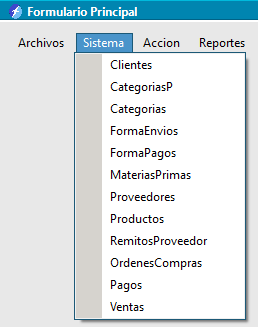 Formulario Principal
Archivos Sistema Accion Reportes
Clientes
CategoriasP
Categorias
FormaEnvios
FormaPagos
MateriasPrimas
Proveedores
Productos
RemitosProveedor
OrdenesCompras
Pagos
Ventas